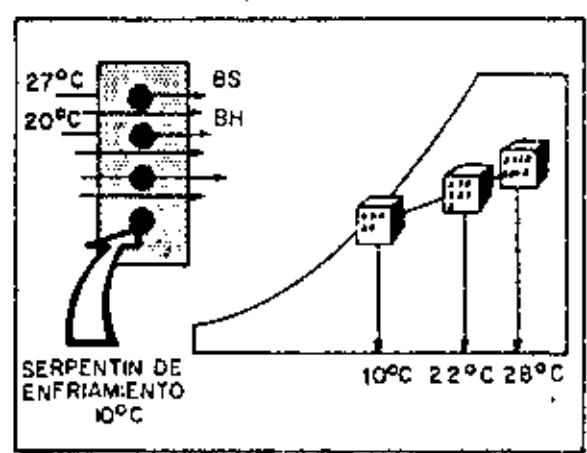 27°C BS
20°C BH
SERPENTIN DE
ENFRIAMIENTO
10°C
10°C 22°C 28°C